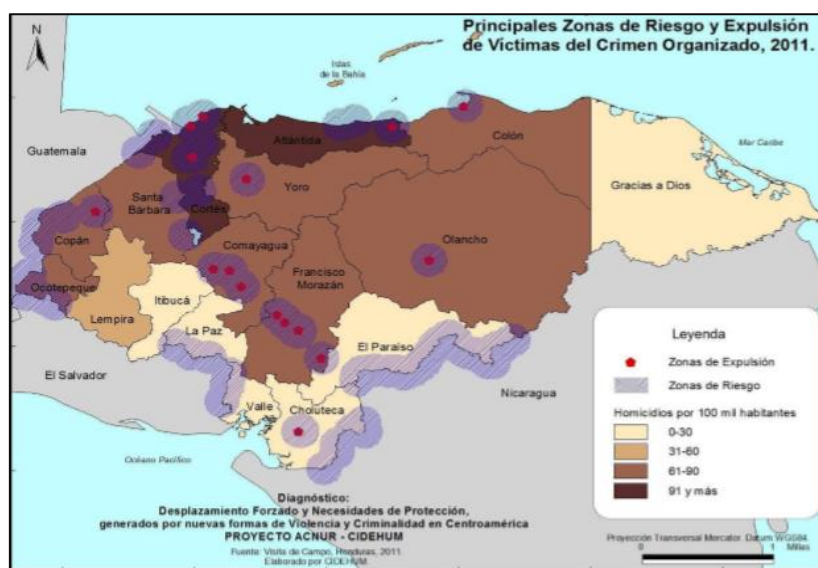 Principales Zonas de Riesgo y Expulsión
de Víctimas del Crimen Organizado, 2011.
N
Islas
de la Bahía
Guatemala
Atlántida
Colón
Mar Caribe
Gracias a Dios
Santa
Bárbara
Cortés
Yoro
Copán
Comayagua
Olancho
Ocotepeque
Francisco
Morazán
Lempira
Itibucá
La Paz
El Paraíso
El Salvador
Nicaragua
Valle
Choluteca
Océano Pacífico
Leyenda
Zonas de Expulsión
Zonas de Riesgo
Homicidios por 100 mil habitantes
0-30
31-60
61-90
91 y más
Diagnóstico:
Desplazamiento Forzado y Necesidades de Protección,
generados por nuevas formas de Violencia y Criminalidad en Centroamérica
PROYECTO ACNUR - CIDEHUM
Fuente: Visita de Campo, Honduras, 2011.
Elaborado por CIDEHUM.
Proyección Transversal Mercator. Datum WGS84.
0 1
Miles